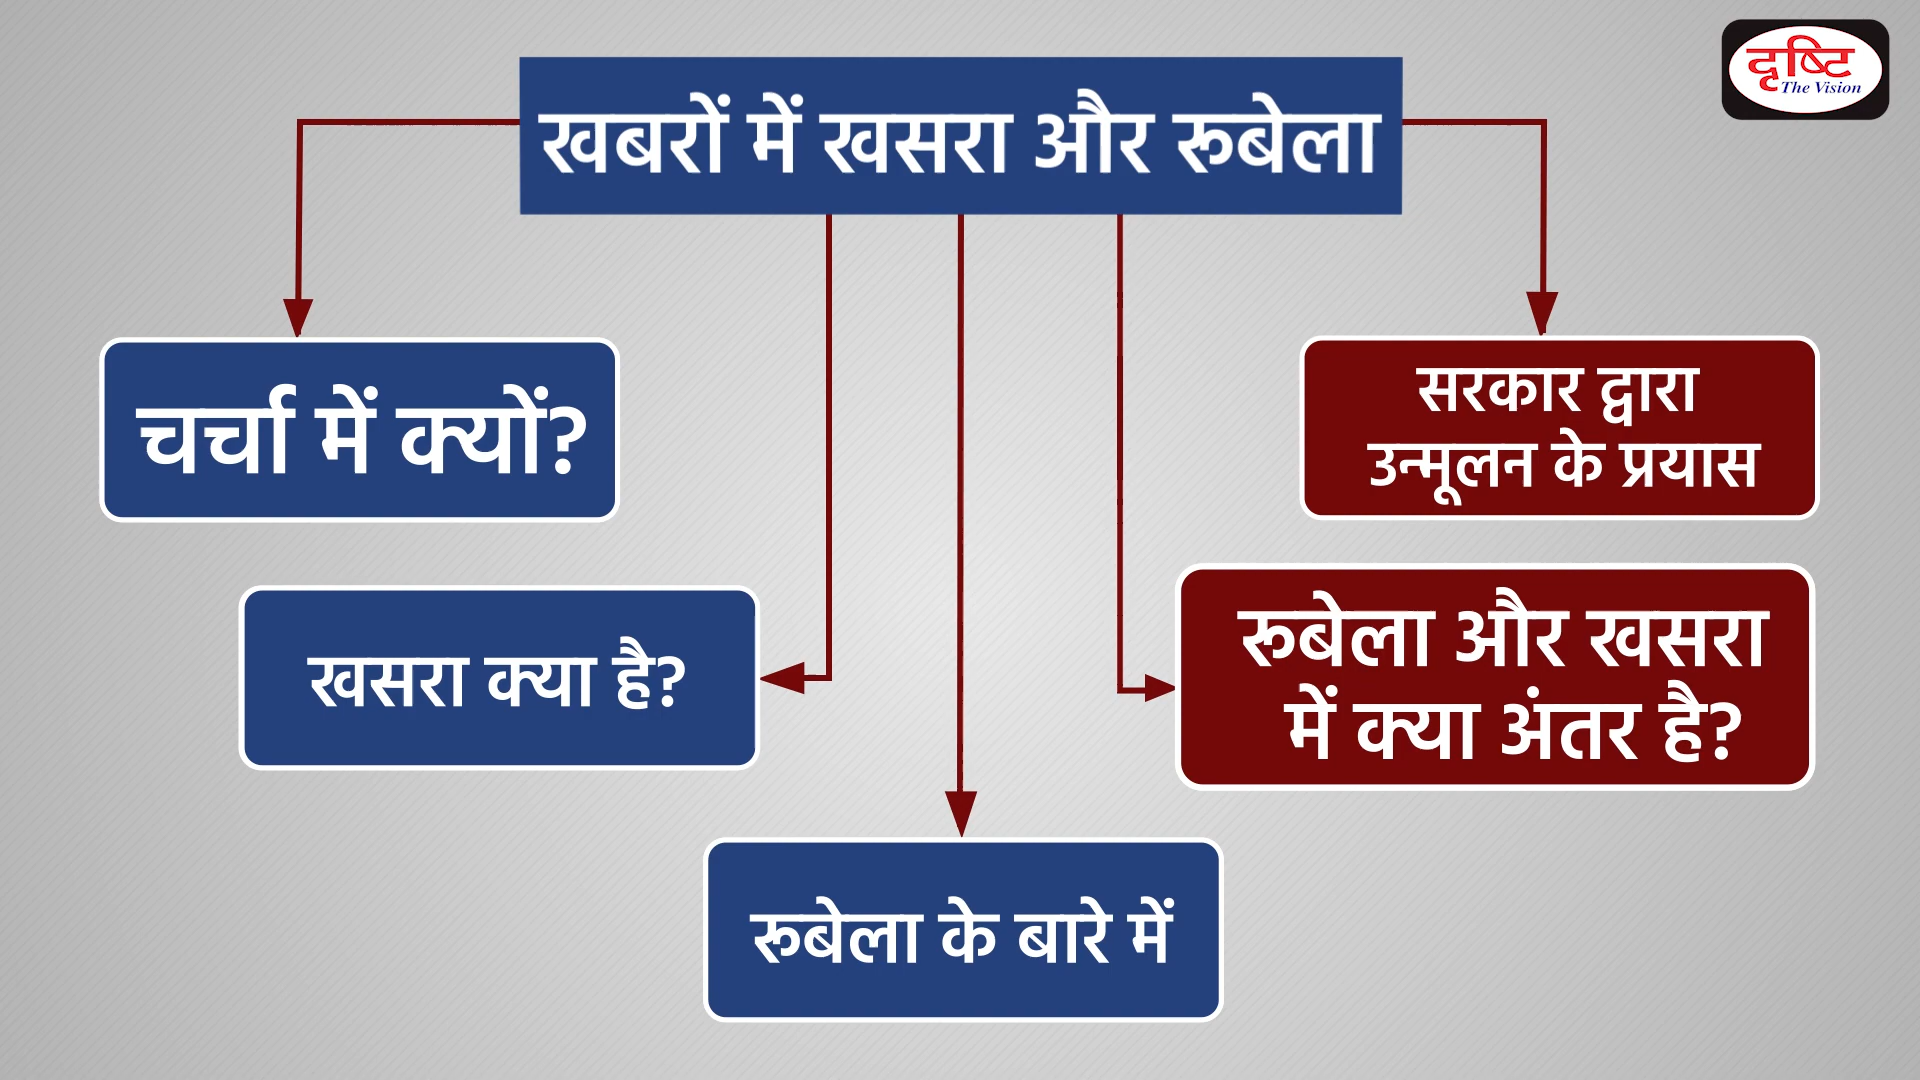 खबरों में खसरा और रुबेला
दृष्टि
The Vision
चर्चा में क्यों?
सरकार द्वारा
उन्मूलन के प्रयास
खसरा क्या है?
रुबेला और खसरा
में क्या अंतर है?
रुबेला के बारे में